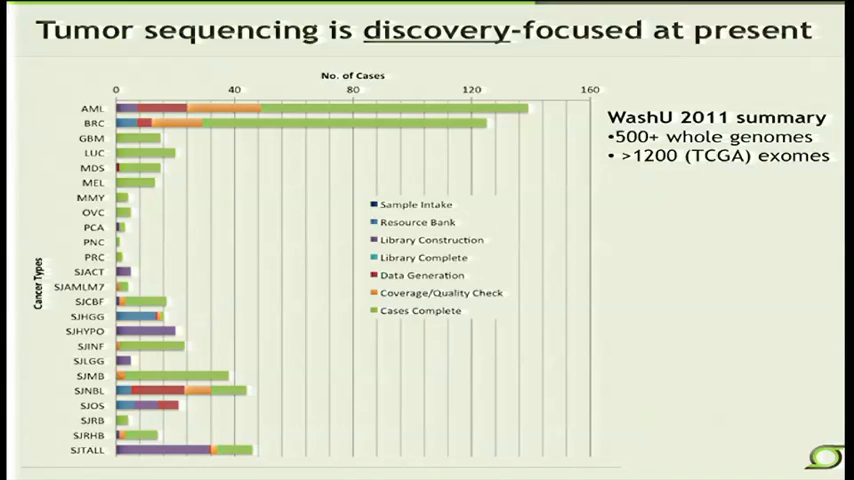 Tumor sequencing is discovery-focused at present
No. of Cases
0 40 80 120 160
WashU 2011 summary
•500+ whole genomes
• >1200 (TCGA) exomes
AML
BRC
GBM
LUC
MDS
MEL
MMY
OVC
PCA
PNC
PRC
SJACT
SJAMLM7
SJCBF
SJHGG
SJHYPO
SJINF
SJLGG
SJMB
SJNBL
SJOS
SJRB
SJRHB
SJTALL
Cancer Types
Sample Intake
Resource Bank
Library Construction
Library Complete
Data Generation
Coverage/Quality Check
Cases Complete